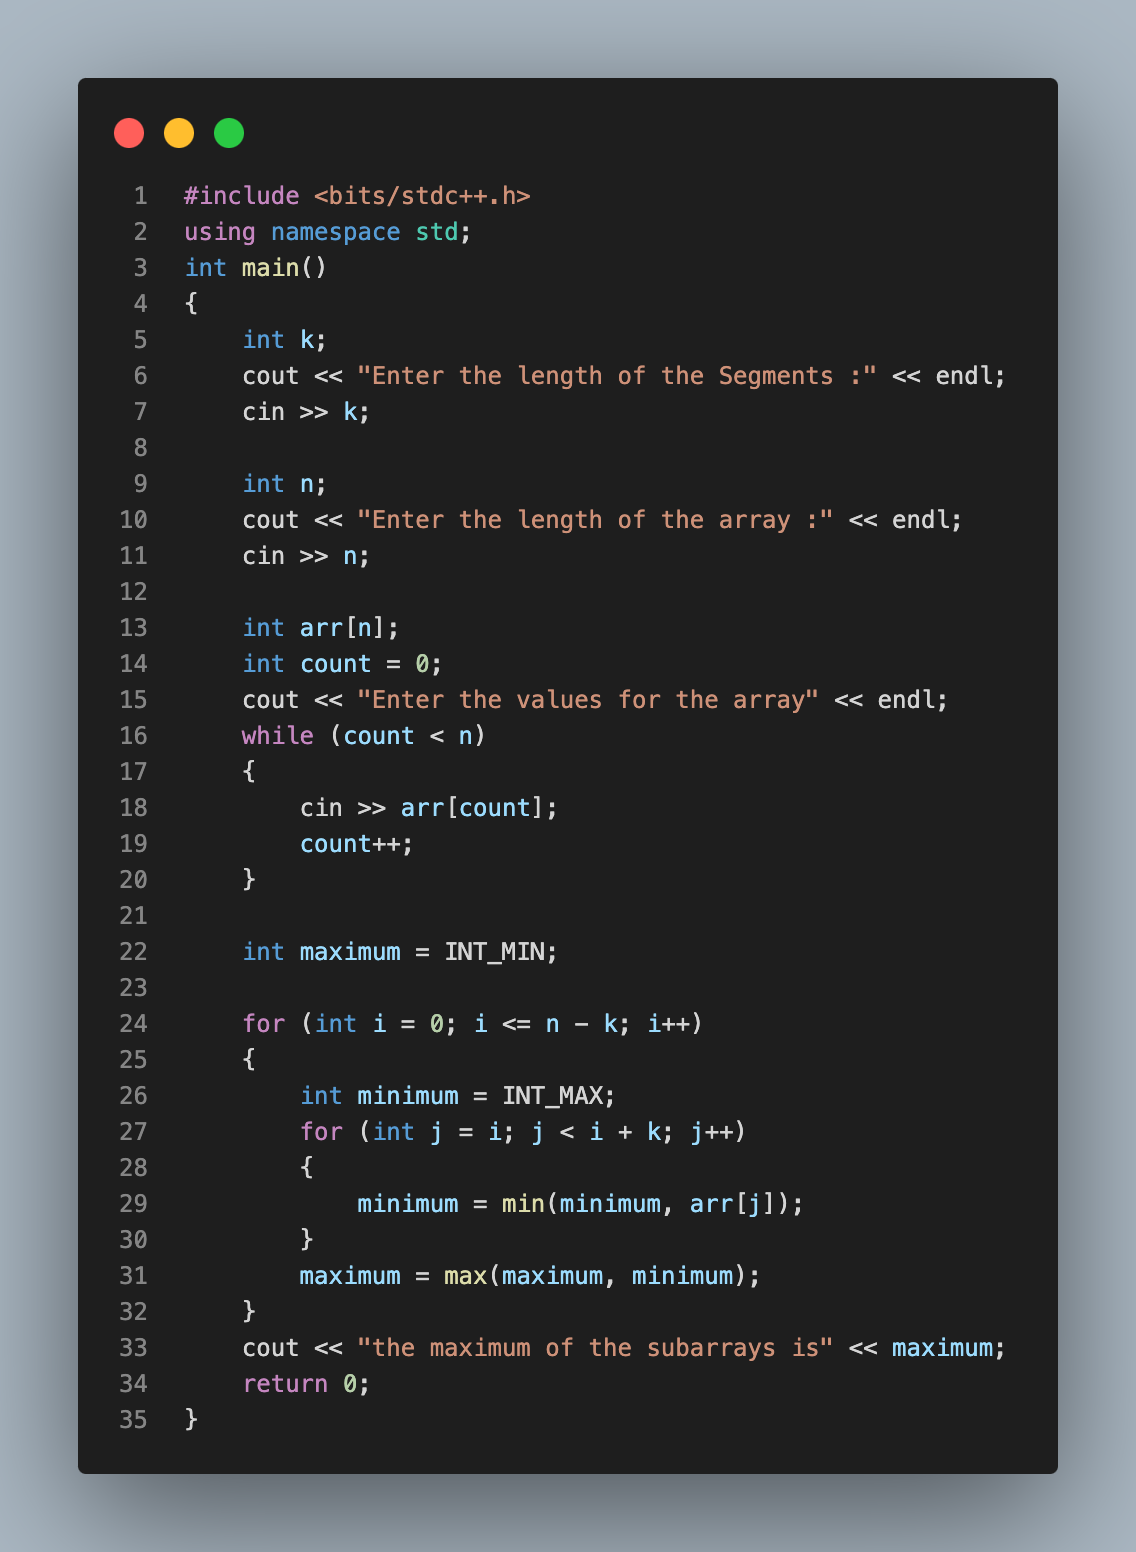 1 #include <bits/stdc++.h>
2 using namespace std;
3 int main()
4 {
5     int k;
6     cout << "Enter the length of the Segments :" << endl;
7     cin >> k;
8
9     int n;
10     cout << "Enter the length of the array :" << endl;
11     cin >> n;
12
13     int arr[n];
14     int count = 0;
15     cout << "Enter the values for the array" << endl;
16     while (count < n)
17     {
18         cin >> arr[count];
19         count++;
20     }
21
22     int maximum = INT_MIN;
23
24     for (int i = 0; i <= n - k; i++)
25     {
26         int minimum = INT_MAX;
27         for (int j = i; j < i + k; j++)
28         {
29             minimum = min(minimum, arr[j]);
30         }
31         maximum = max(maximum, minimum);
32     }
33     cout << "the maximum of the subarrays is" << maximum;
34     return 0;
35 }